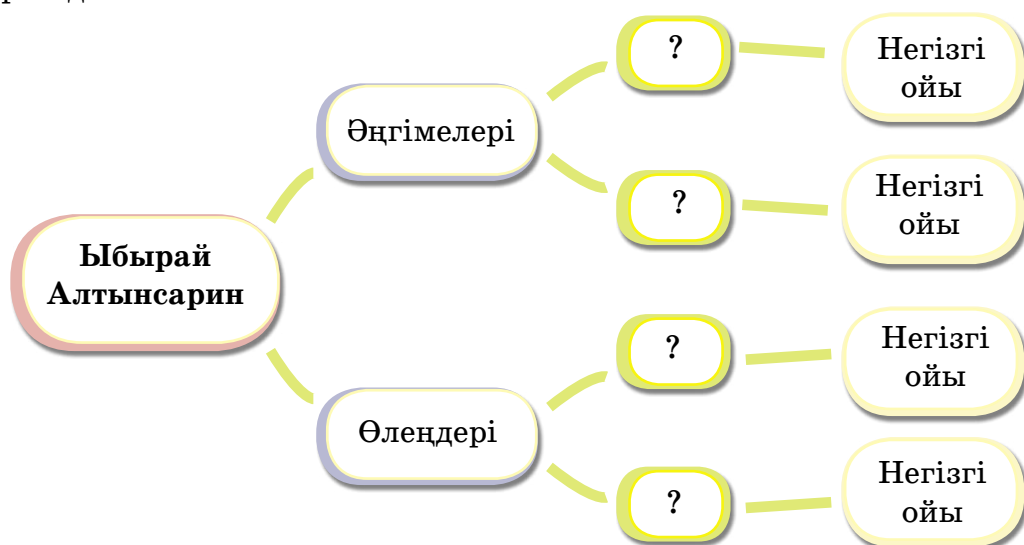 ?
Негізгі
ойы
Әңгімелері
?
Негізгі
ойы
Ыбырай
Алтынсарин
?
Негізгі
ойы
Өлеңдері
?
Негізгі
ойы